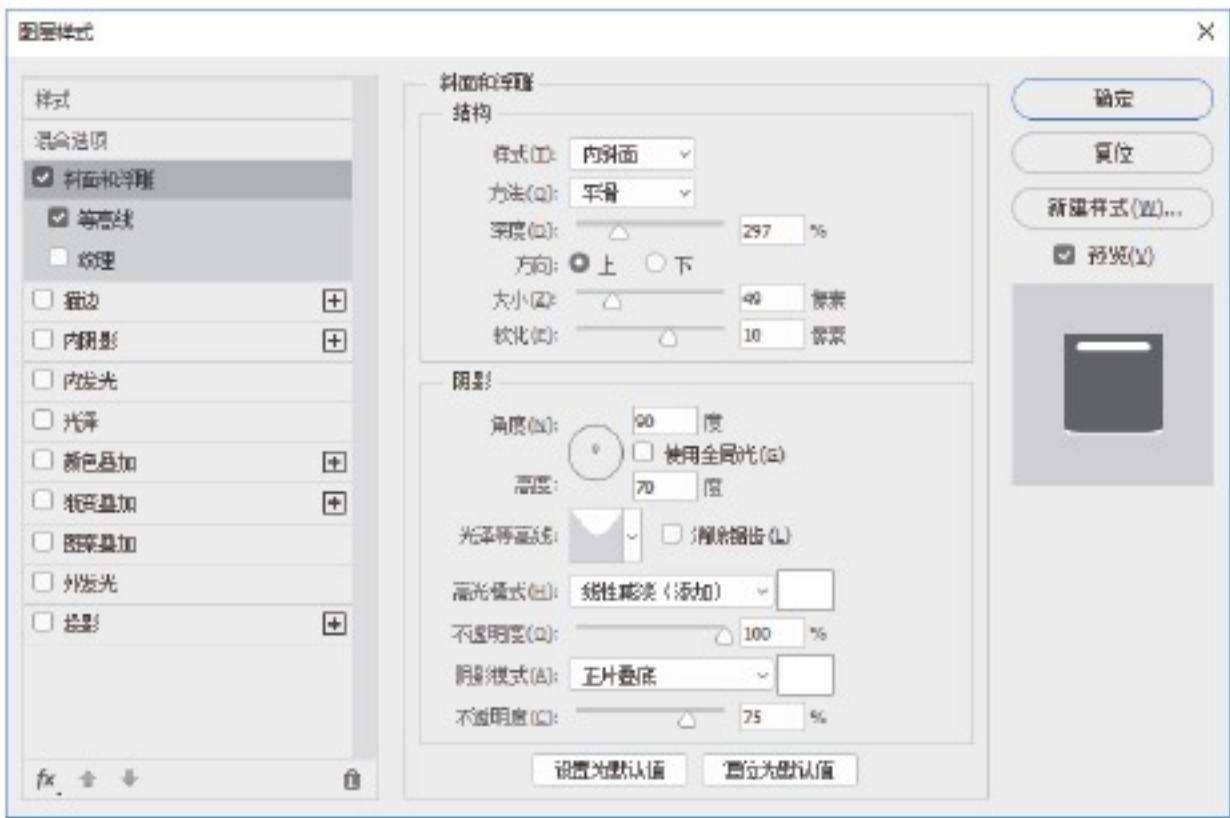 图层样式
样式
混合选项
斜面和浮雕
等高线
纹理
描边
内阴影
内发光
光泽
颜色叠加
渐变叠加
图案叠加
外发光
投影
fx
斜面和浮雕
结构
样式(T): 内斜面
方法(Q): 平滑
深度(D): 297 %
方向: 上 下
大小(Z): 49 像素
软化(F): 10 像素
阴影
角度(N): 90 度
使用全局光(G)
高度: 70 度
光泽等高线: 消除锯齿(L)
高光模式(H): 线性减淡（添加）
不透明度(O): 100 %
阴影模式(A): 正片叠底
不透明度(C): 75 %
设置为默认值 复位为默认值
确定
复位
新建样式(W)...
预览(V)